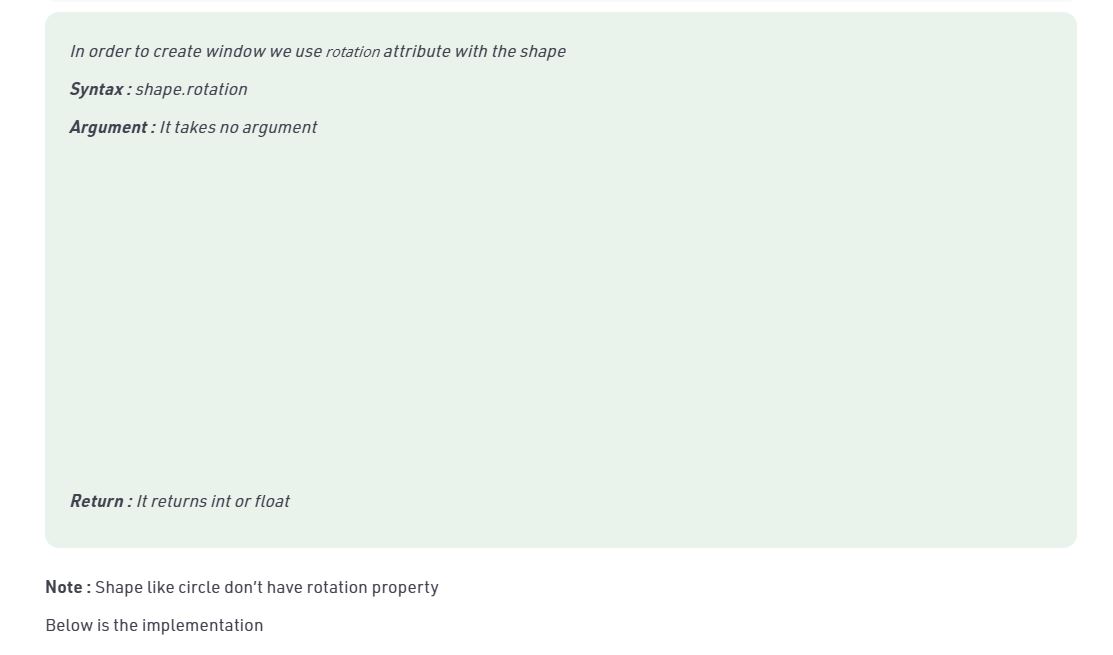 In order to create window we use rotation attribute with the shape
Syntax : shape.rotation
Argument : It takes no argument
Return : It returns int or float
Note : Shape like circle don’t have rotation property
Below is the implementation